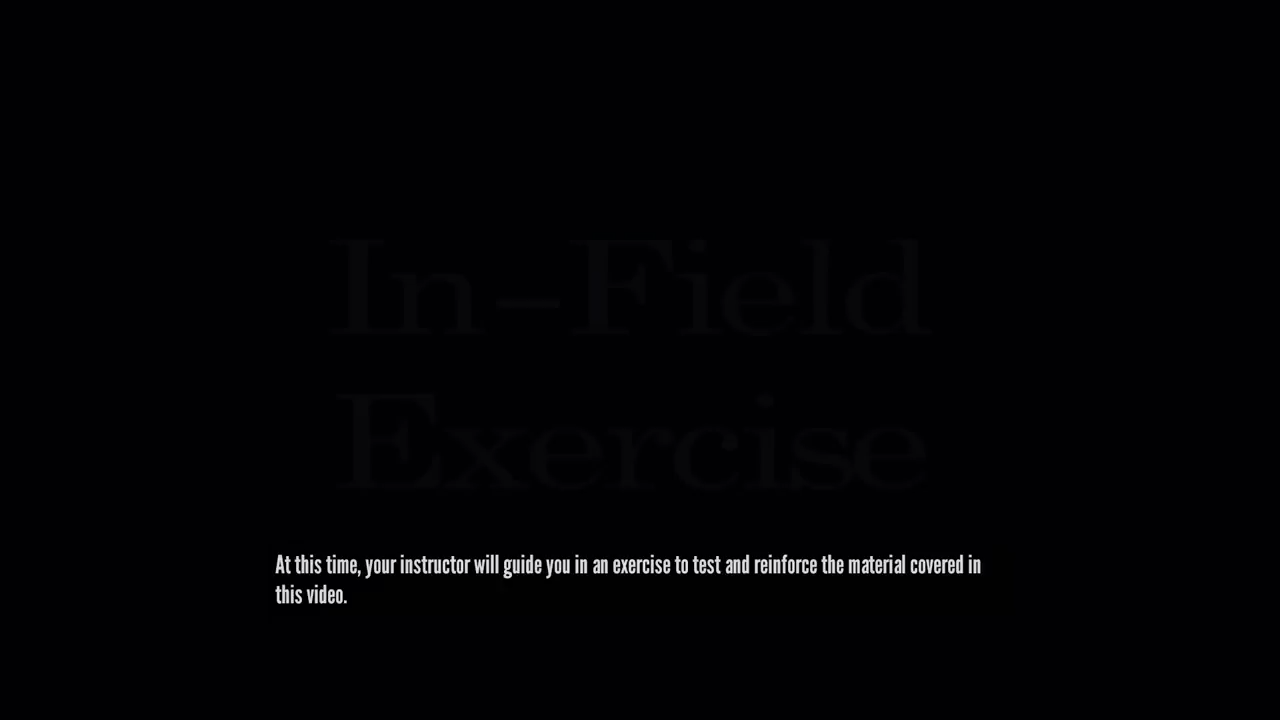 In-Field
Exercise
At this time, your instructor will guide you in an exercise to test and reinforce the material covered in
this video.